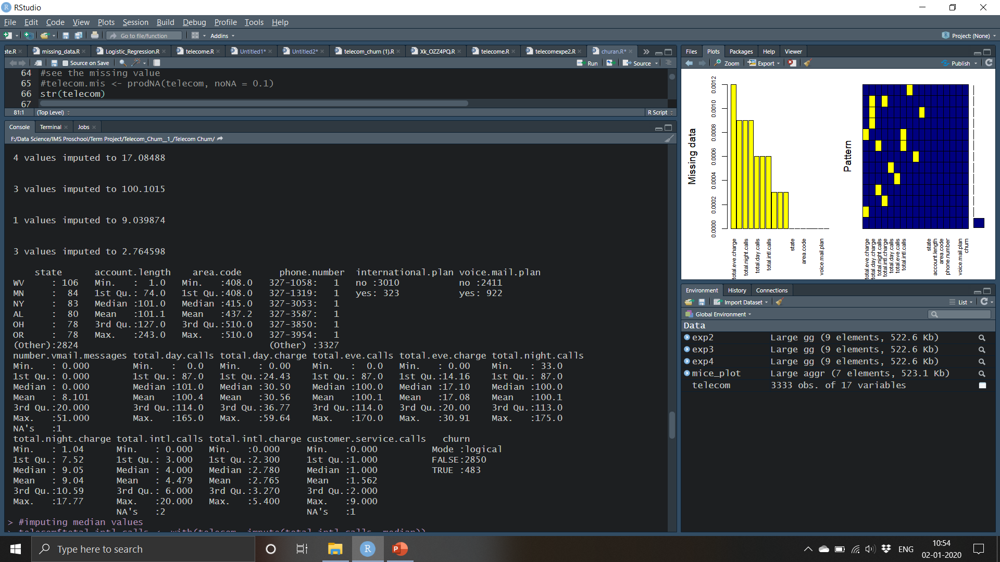 RStudio
File Edit Code View Plots Session Build Debug Profile Tools Help
Go to file/function Addins Project: (None)
ate.R missing_data.R Logistic_Regression.R telecome.R Untitled1* Untitled2* telecom_churn (1).R Xk_OZZ4PQ.R telecome.R telecomexpe2.R churan.R*
Source on Save Run Source
64 #see the missing value
65 #telecom.mis <- prodNA(telecom, noNA = 0.1)
66 str(telecom)
67
81:1 (Top Level) R Script
Console Terminal Jobs
F:/Data Science/IMS Proschool/Term Project/Telecom_Churn__1_/Telecom Churn/
4 values imputed to 17.08488
3 values imputed to 100.1015
1 values imputed to 9.039874
3 values imputed to 2.764598
state account.length area.code phone.number international.plan voice.mail.plan
WV : 106 Min. : 1.0 Min. :408.0 327-1058: 1 no :3010 no :2411
MN : 84 1st Qu.: 74.0 1st Qu.:408.0 327-1319: 1 yes: 323 yes: 922
NY : 83 Median :101.0 Median :415.0 327-3053: 1
AL : 80 Mean :101.1 Mean :437.2 327-3587: 1
OH : 78 3rd Qu.:127.0 3rd Qu.:510.0 327-3850: 1
OR : 78 Max. :243.0 Max. :510.0 327-3954: 1
(Other):2824 (Other) :3327
number.vmail.messages total.day.calls total.day.charge total.eve.calls total.eve.charge total.night.calls
Min. : 0.000 Min. : 0.0 Min. : 0.00 Min. : 0.0 Min. : 0.00 Min. : 33.0
1st Qu.: 0.000 1st Qu.: 87.0 1st Qu.:24.43 1st Qu.: 87.0 1st Qu.:14.16 1st Qu.: 87.0
Median : 0.000 Median :101.0 Median :30.50 Median :100.0 Median :17.10 Median :100.0
Mean : 8.101 Mean :100.4 Mean :30.56 Mean :100.1 Mean :17.08 Mean :100.1
3rd Qu.:20.000 3rd Qu.:114.0 3rd Qu.:36.77 3rd Qu.:114.0 3rd Qu.:20.00 3rd Qu.:113.0
Max. :51.000 Max. :165.0 Max. :59.64 Max. :170.0 Max. :30.91 Max. :175.0
NA's :1
total.night.charge total.intl.calls total.intl.charge customer.service.calls churn
Min. : 1.04 Min. : 0.000 Min. :0.000 Min. :0.000 Mode :logical
1st Qu.: 7.52 1st Qu.: 3.000 1st Qu.:2.300 1st Qu.:1.000 FALSE:2850
Median : 9.05 Median : 4.000 Median :2.780 Median :1.000 TRUE :483
Mean : 9.04 Mean : 4.479 Mean :2.765 Mean :1.562
3rd Qu.:10.59 3rd Qu.: 6.000 3rd Qu.:3.270 3rd Qu.:2.000
Max. :17.77 Max. :20.000 Max. :5.400 Max. :9.000
NA's :2 NA's :1
> #imputing median values
> telecom$total.intl.calls <- with(telecom, impute(total.intl.calls, median))
Files Plots Packages Help Viewer
Zoom Export Publish
Missing data
0.0000 0.0002 0.0004 0.0006 0.0008 0.0010 0.0012
total.eve.charge
total.night.calls
total.day.calls
total.intl.calls
state
area.code
voice.mail.plan
Pattern
total.eve.charge
total.day.charge
total.night.calls
total.intl.charge
total.day.calls
total.eve.calls
total.intl.calls
state
account.length
area.code
phone.number
voice.mail.plan
churn
Environment History Connections
Import Dataset List
Global Environment
Data
exp2 Large gg (9 elements, 522.6 Kb)
exp3 Large gg (9 elements, 522.6 Kb)
exp4 Large gg (9 elements, 522.6 Kb)
mice_plot Large aggr (7 elements, 523.1 Kb)
telecom 3333 obs. of 17 variables
Type here to search
ENG
10:54
02-01-2020